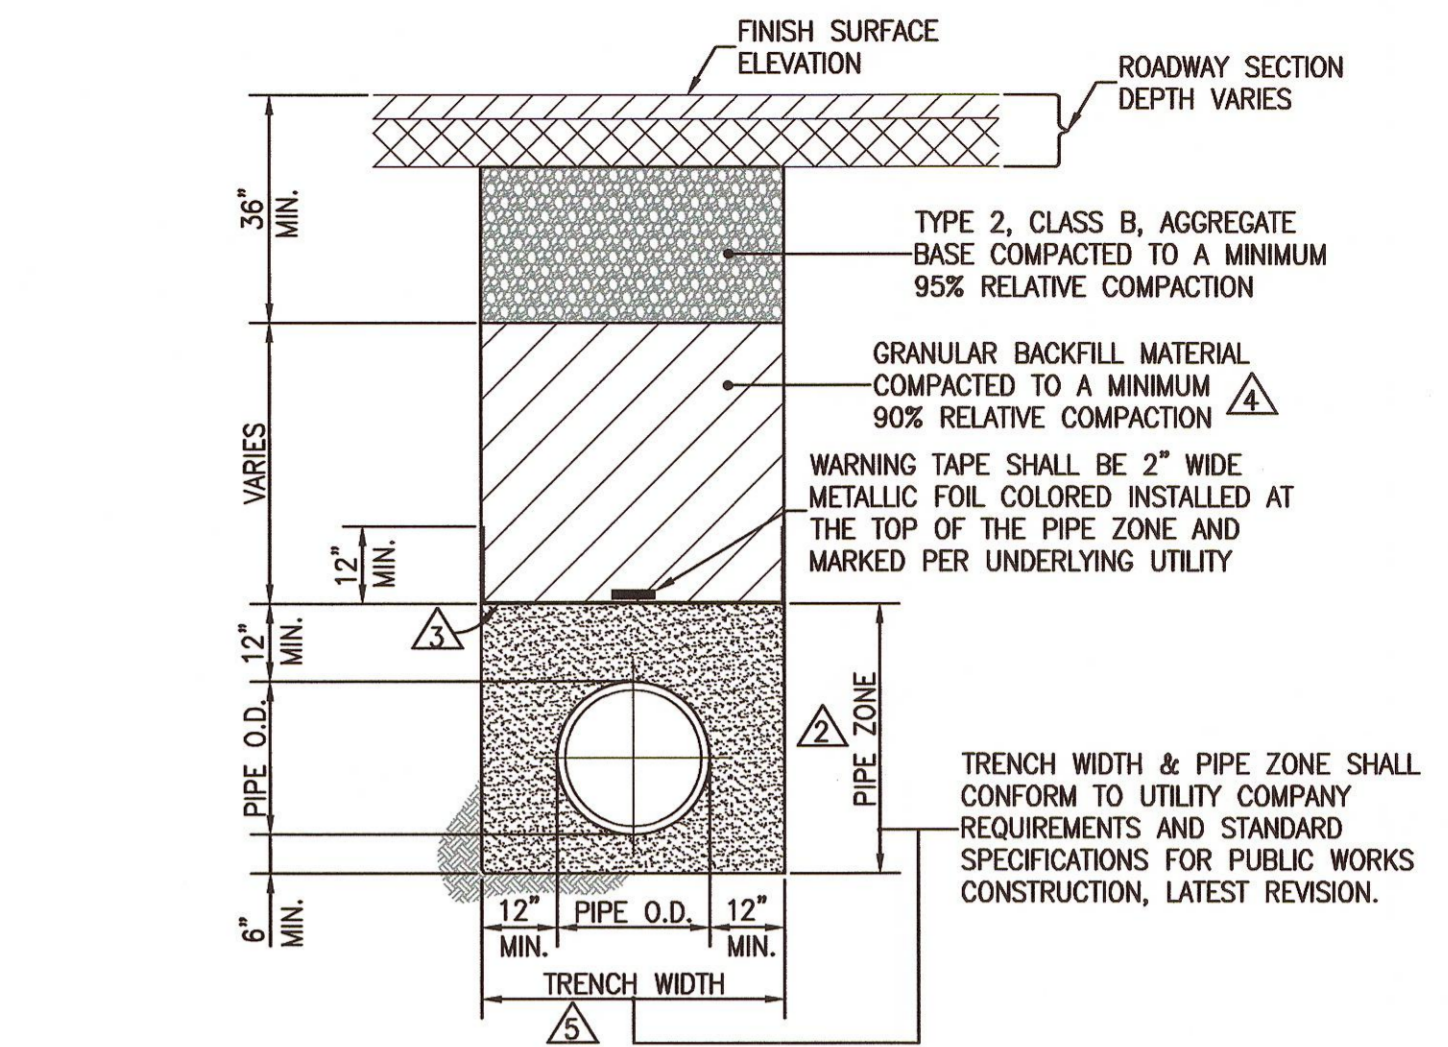 FINISH SURFACE
ELEVATION
ROADWAY SECTION
DEPTH VARIES
36"
MIN.
TYPE 2, CLASS B, AGGREGATE
BASE COMPACTED TO A MINIMUM
95% RELATIVE COMPACTION
GRANULAR BACKFILL MATERIAL
COMPACTED TO A MINIMUM
90% RELATIVE COMPACTION
4
VARIES
WARNING TAPE SHALL BE 2" WIDE
METALLIC FOIL COLORED INSTALLED AT
THE TOP OF THE PIPE ZONE AND
MARKED PER UNDERLYING UTILITY
12"
MIN.
3
12"
MIN.
PIPE O.D.
2
PIPE ZONE
TRENCH WIDTH & PIPE ZONE SHALL
CONFORM TO UTILITY COMPANY
REQUIREMENTS AND STANDARD
SPECIFICATIONS FOR PUBLIC WORKS
CONSTRUCTION, LATEST REVISION.
6"
MIN.
12"
MIN.
PIPE O.D.
12"
MIN.
TRENCH WIDTH
5